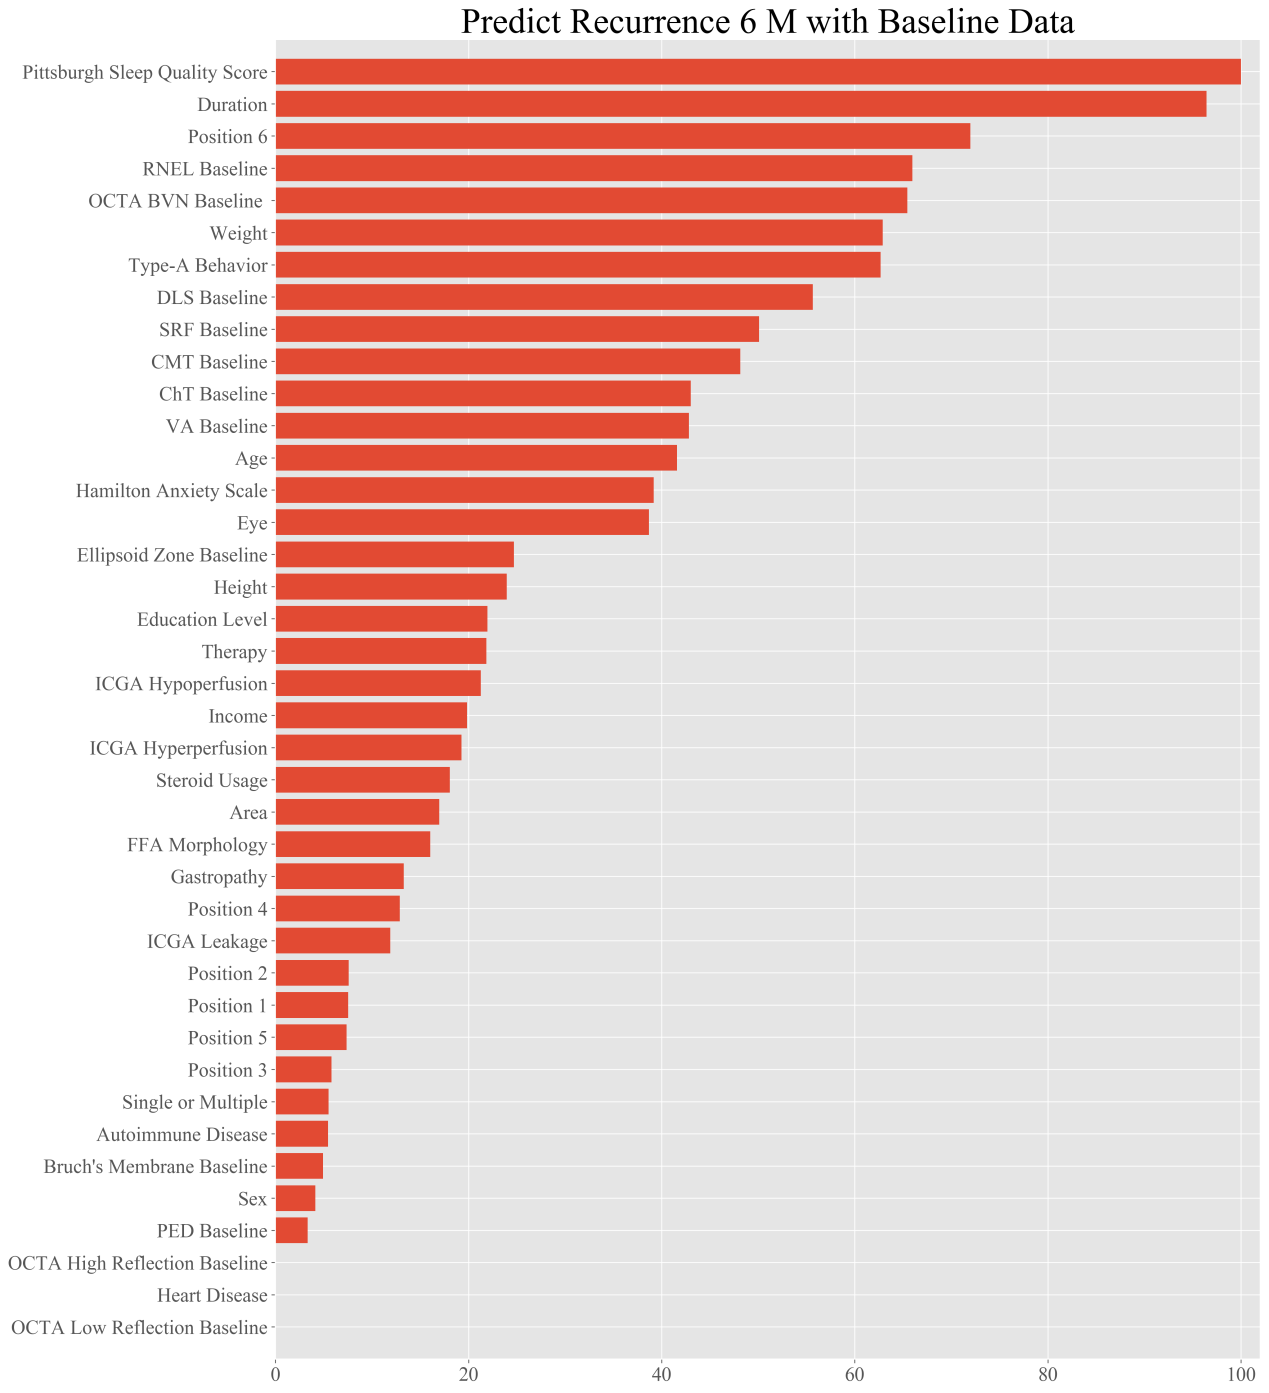 Predict Recurrence 6 M with Baseline Data
Pittsburgh Sleep Quality Score
Duration
Position 6
RNEL Baseline
OCTA BVN Baseline
Weight
Type-A Behavior
DLS Baseline
SRF Baseline
CMT Baseline
ChT Baseline
VA Baseline
Age
Hamilton Anxiety Scale
Eye
Ellipsoid Zone Baseline
Height
Education Level
Therapy
ICGA Hypoperfusion
Income
ICGA Hyperperfusion
Steroid Usage
Area
FFA Morphology
Gastropathy
Position 4
ICGA Leakage
Position 2
Position 1
Position 5
Position 3
Single or Multiple
Autoimmune Disease
Bruch's Membrane Baseline
Sex
PED Baseline
OCTA High Reflection Baseline
Heart Disease
OCTA Low Reflection Baseline
0 20 40 60 80 100